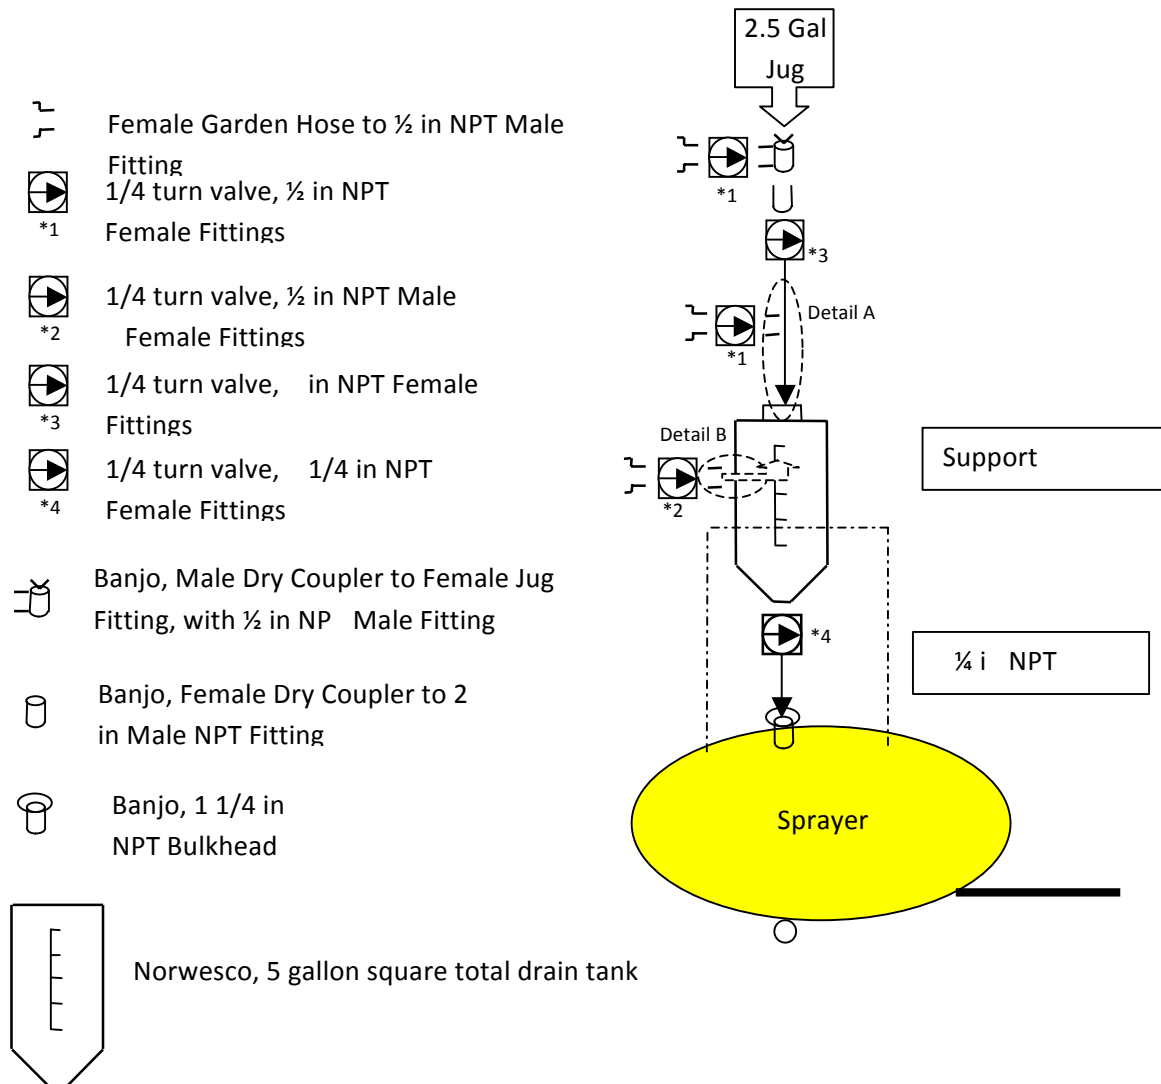 2.5 Gal
Jug
Female Garden Hose to ½ in NPT Male
Fitting
*1
1/4 turn valve, ½ in NPT
*1
Female Fittings
*3
1/4 turn valve, ½ in NPT Male
*2
Female Fittings
Detail A
*1
1/4 turn valve, in NPT Female
*3
Fittings
Detail B
1/4 turn valve, 1/4 in NPT
*4
Female Fittings
*2
Support
Banjo, Male Dry Coupler to Female Jug
Fitting, with ½ in NP Male Fitting
*4
¼ i NPT
Banjo, Female Dry Coupler to 2
in Male NPT Fitting
Banjo, 1 1/4 in
NPT Bulkhead
Sprayer
Norwesco, 5 gallon square total drain tank